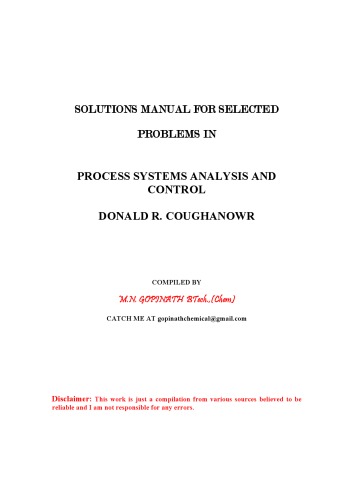 SOLUTIONS MANUAL FOR SELECTED
PROBLEMS IN
PROCESS SYSTEMS ANALYSIS AND
CONTROL
DONALD R. COUGHANOWR
COMPILED BY
M.N. GOPINATH BTech.,(Chem)
CATCH ME AT gopinathchemical@gmail.com
Disclaimer: This work is just a compilation from various sources believed to be
reliable and I am not responsible for any errors.